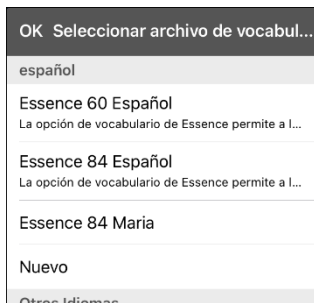 OK Seleccionar archivo de vocabul...
español
Essence 60 Español
La opción de vocabulario de Essence permite a l...
Essence 84 Español
La opción de vocabulario de Essence permite a l...
Essence 84 Maria
Nuevo
Otros Idiomas